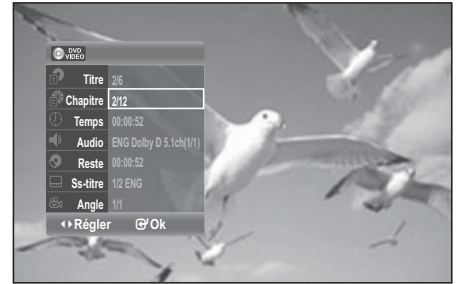 DVD
VIDEO
Titre 2/6
Chapitre 2/12
Temps 00:00:52
Audio ENG Dolby D 5.1ch(1/1)
Reste 00:00:52
Ss-titre 1/2 ENG
Angle 1/1
Régler Ok